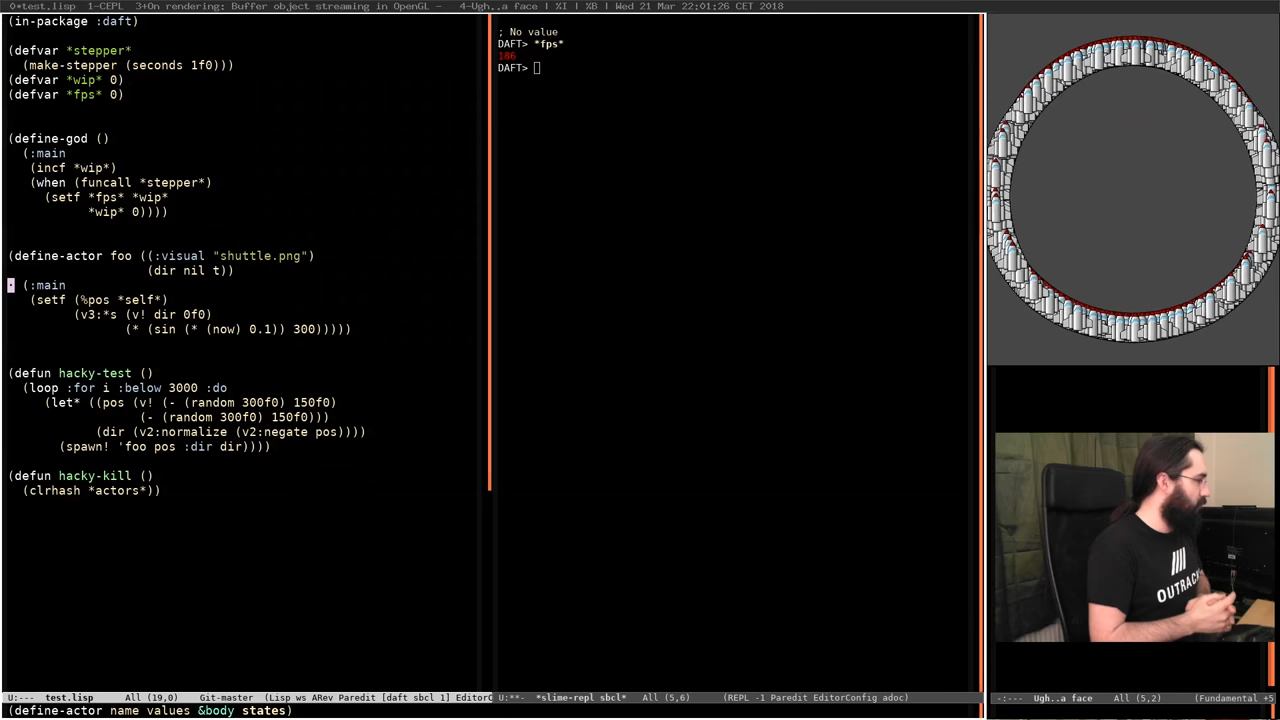 0*test.lisp  1-CEPL  3+On rendering: Buffer object streaming in OpenGL -   4-Ugh..a face | %I | %B | Wed 21 Mar 22:01:26 CET 2018
(in-package :daft)
(defvar *stepper*
  (make-stepper (seconds 1f0)))
(defvar *wip* 0)
(defvar *fps* 0)
(define-god ()
  (:main
   (incf *wip*)
   (when (funcall *stepper*)
     (setf *fps* *wip*
           *wip* 0))))
(define-actor foo ((:visual "shuttle.png")
                   (dir nil t))
  (:main
   (setf (%pos *self*)
         (v3:*s (v! dir 0f0)
                (* (sin (* (now) 0.1)) 300)))))
(defun hacky-test ()
  (loop :for i :below 3000 :do
     (let* ((pos (v! (- (random 300f0) 150f0)
                  (- (random 300f0) 150f0)))
            (dir (v2:normalize (v2:negate pos))))
       (spawn! 'foo pos :dir dir))))
(defun hacky-kill ()
  (clrhash *actors*))
U:---  test.lisp      All (19,0)    Git-master  (Lisp ws ARev Paredit [daft sbcl 1] EditorC
(define-actor name values &body states)
; No value
DAFT> *fps*
186
DAFT>
U:**-  *slime-repl sbcl*   All (5,6)      (REPL -1 Paredit EditorConfig adoc)
-:---  Ugh..a face    All (5,2)     (Fundamental +5
OUTRAC